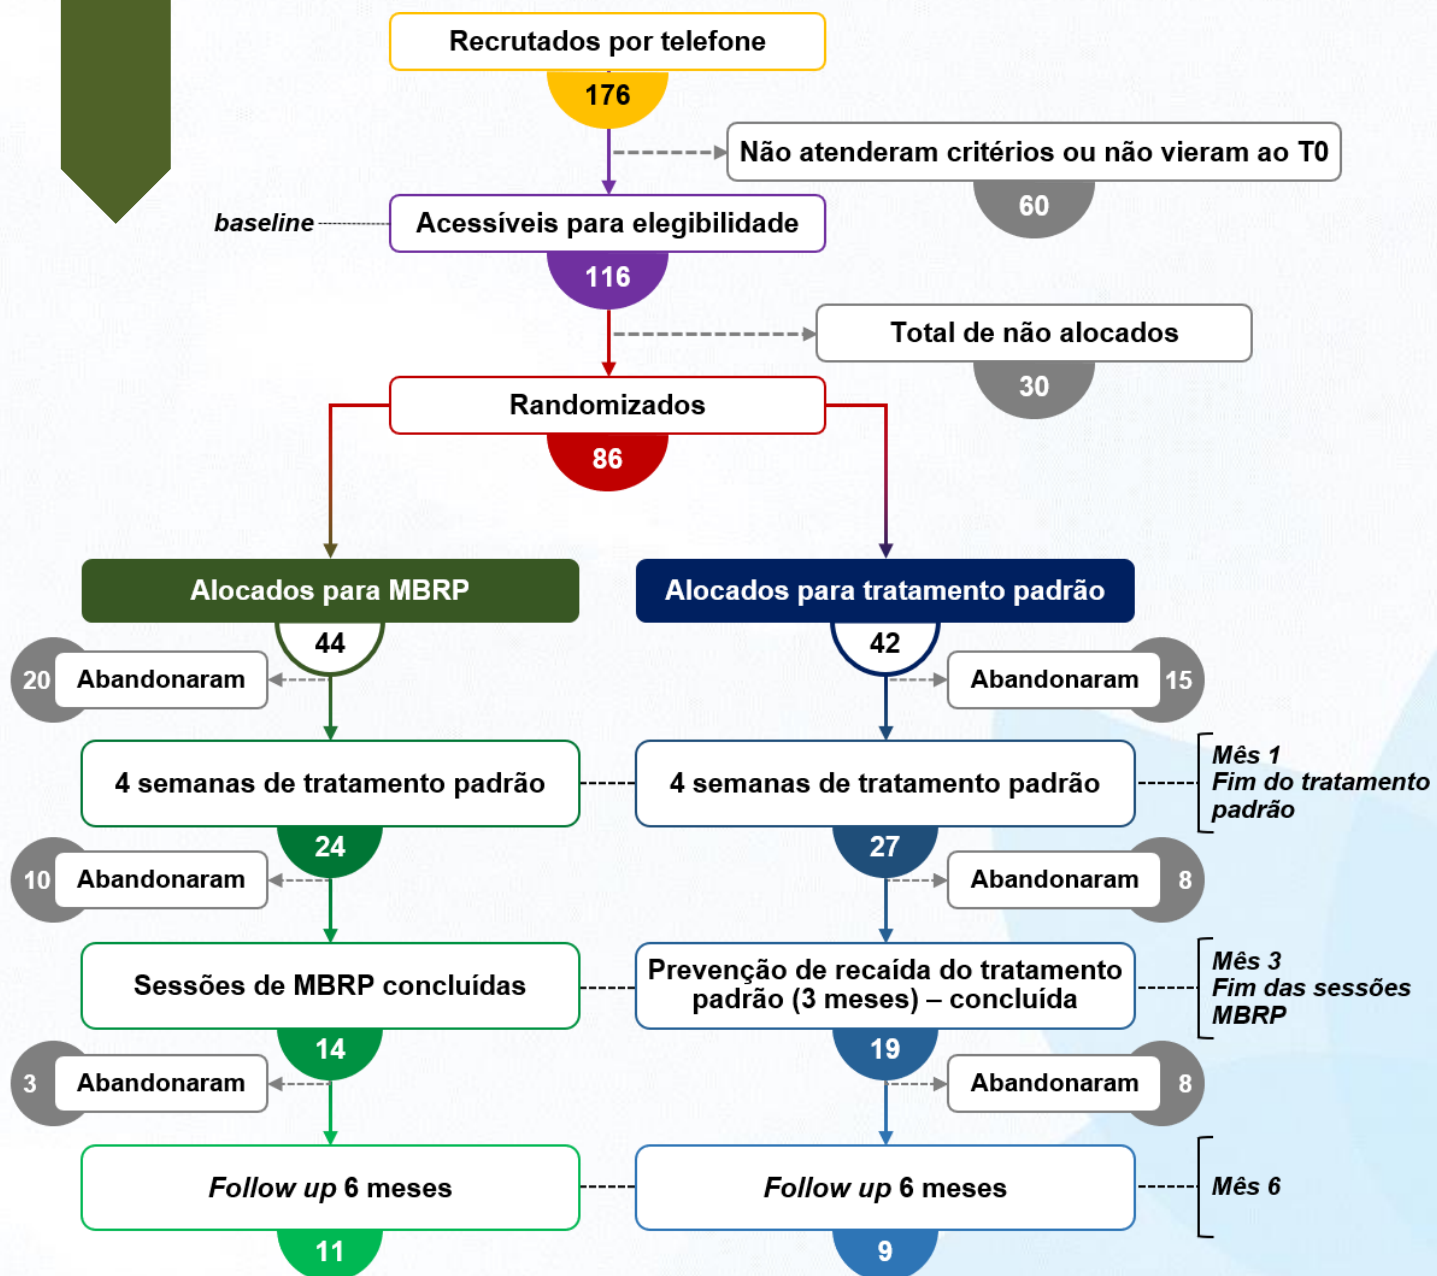 Recrutados por telefone
176
Não atenderam critérios ou não vieram ao T0
60
baseline
Acessíveis para elegibilidade
116
Total de não alocados
30
Randomizados
86
Alocados para MBRP
44
Alocados para tratamento padrão
42
20
Abandonaram
Abandonaram
15
4 semanas de tratamento padrão
24
4 semanas de tratamento padrão
27
Mês 1
Fim do tratamento
padrão
10
Abandonaram
Abandonaram
8
Sessões de MBRP concluídas
14
Prevenção de recaída do tratamento
padrão (3 meses) – concluída
19
Mês 3
Fim das sessões
MBRP
3
Abandonaram
Abandonaram
8
Follow up 6 meses
11
Follow up 6 meses
9
Mês 6